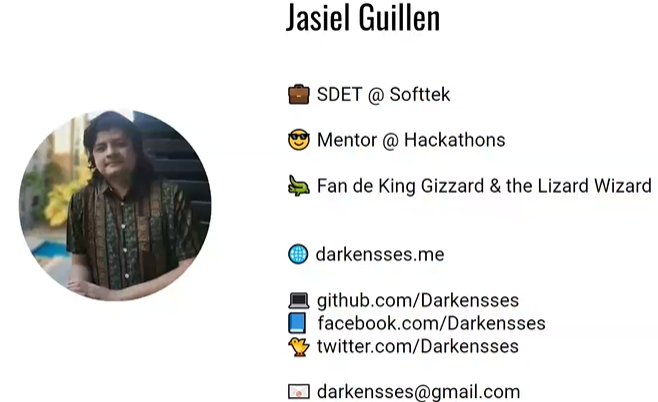 Jasiel Guillen
SDET @ Softtek
Mentor @ Hackathons
Fan de King Gizzard & the Lizard Wizard
darkensses.me
github.com/Darkensses
facebook.com/Darkensses
twitter.com/Darkensses
darkensses@gmail.com